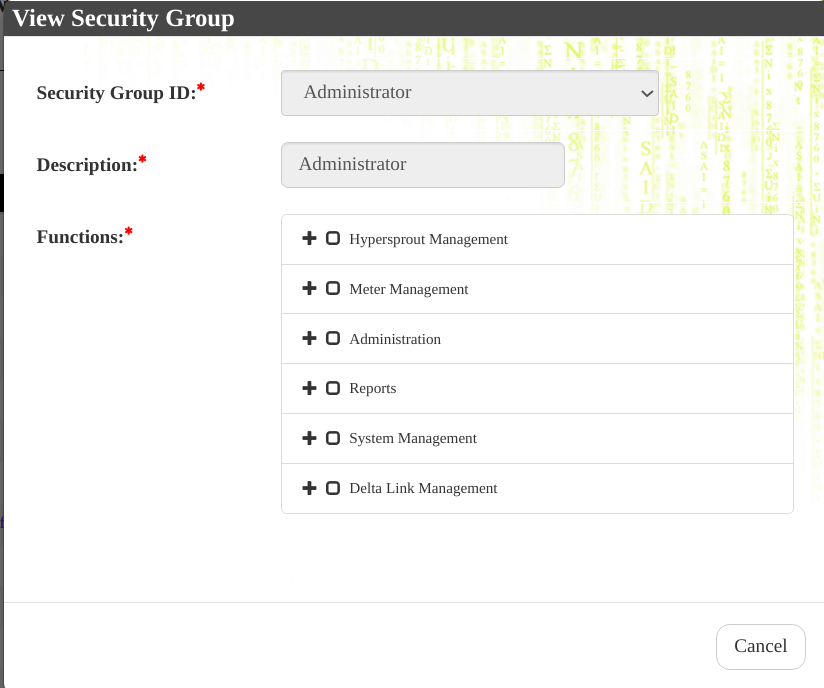 View Security Group
Security Group ID:*
Administrator
Description:*
Administrator
Functions:*
Hypersprout Management
Meter Management
Administration
Reports
System Management
Delta Link Management
Cancel